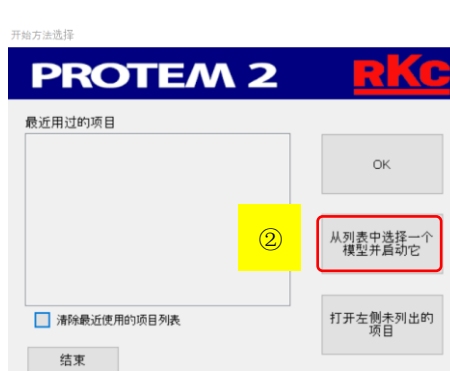 开始方法选择
PROTEM 2 RKC
最近用过的项目
OK
②
从列表中选择一个
模型并启动它
清除最近使用的项目列表
打开左侧未列出的
项目
结束